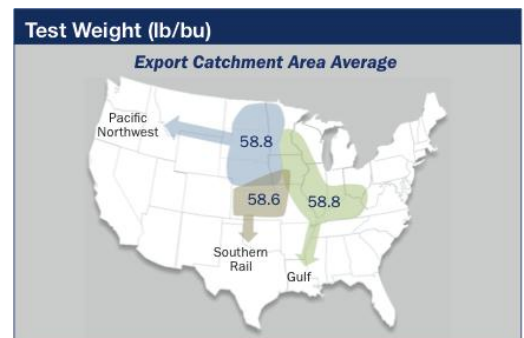 Test Weight (lb/bu)
Export Catchment Area Average
Pacific
Northwest
58.8
58.6
58.8
Southern
Rail
Gulf